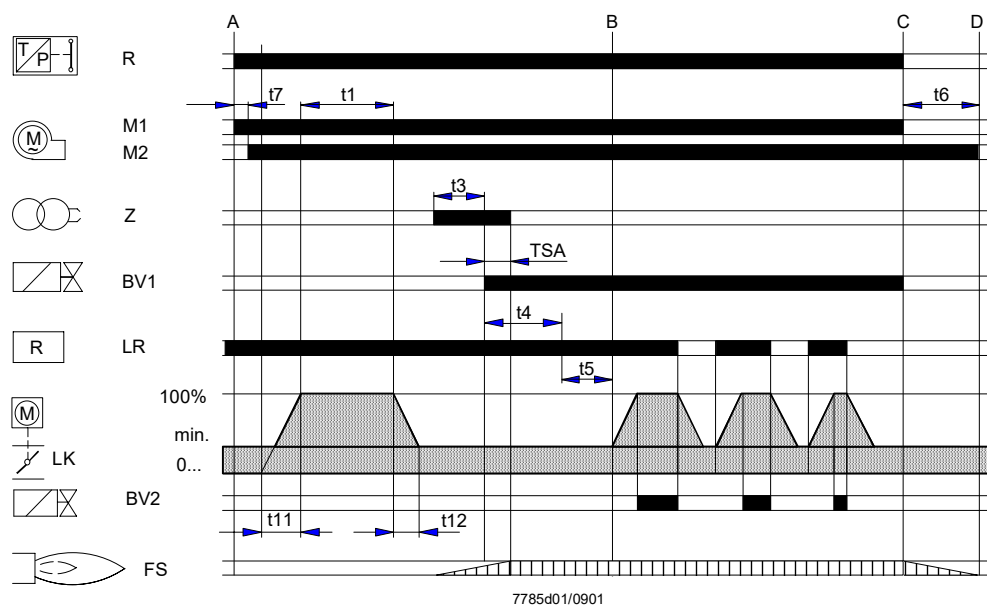 A B C D
T P R
t7 t1 t6
M ~ M1
M2
t3
Z
TSA
BV1
t4
R LR
t5
100%
M
min.
LK
0...
BV2
t11 t12
FS
7785d01/0901